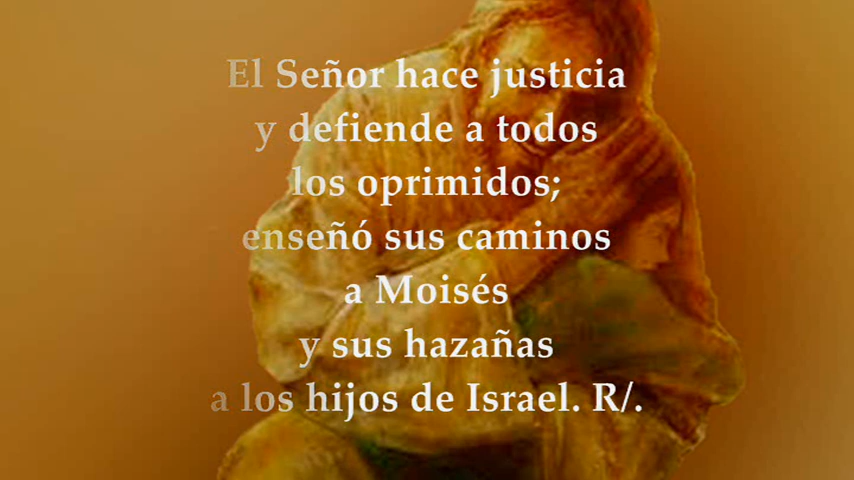 El Señor hace justicia
y defiende a todos
los oprimidos;
enseñó sus caminos
a Moisés
y sus hazañas
a los hijos de Israel. R/.